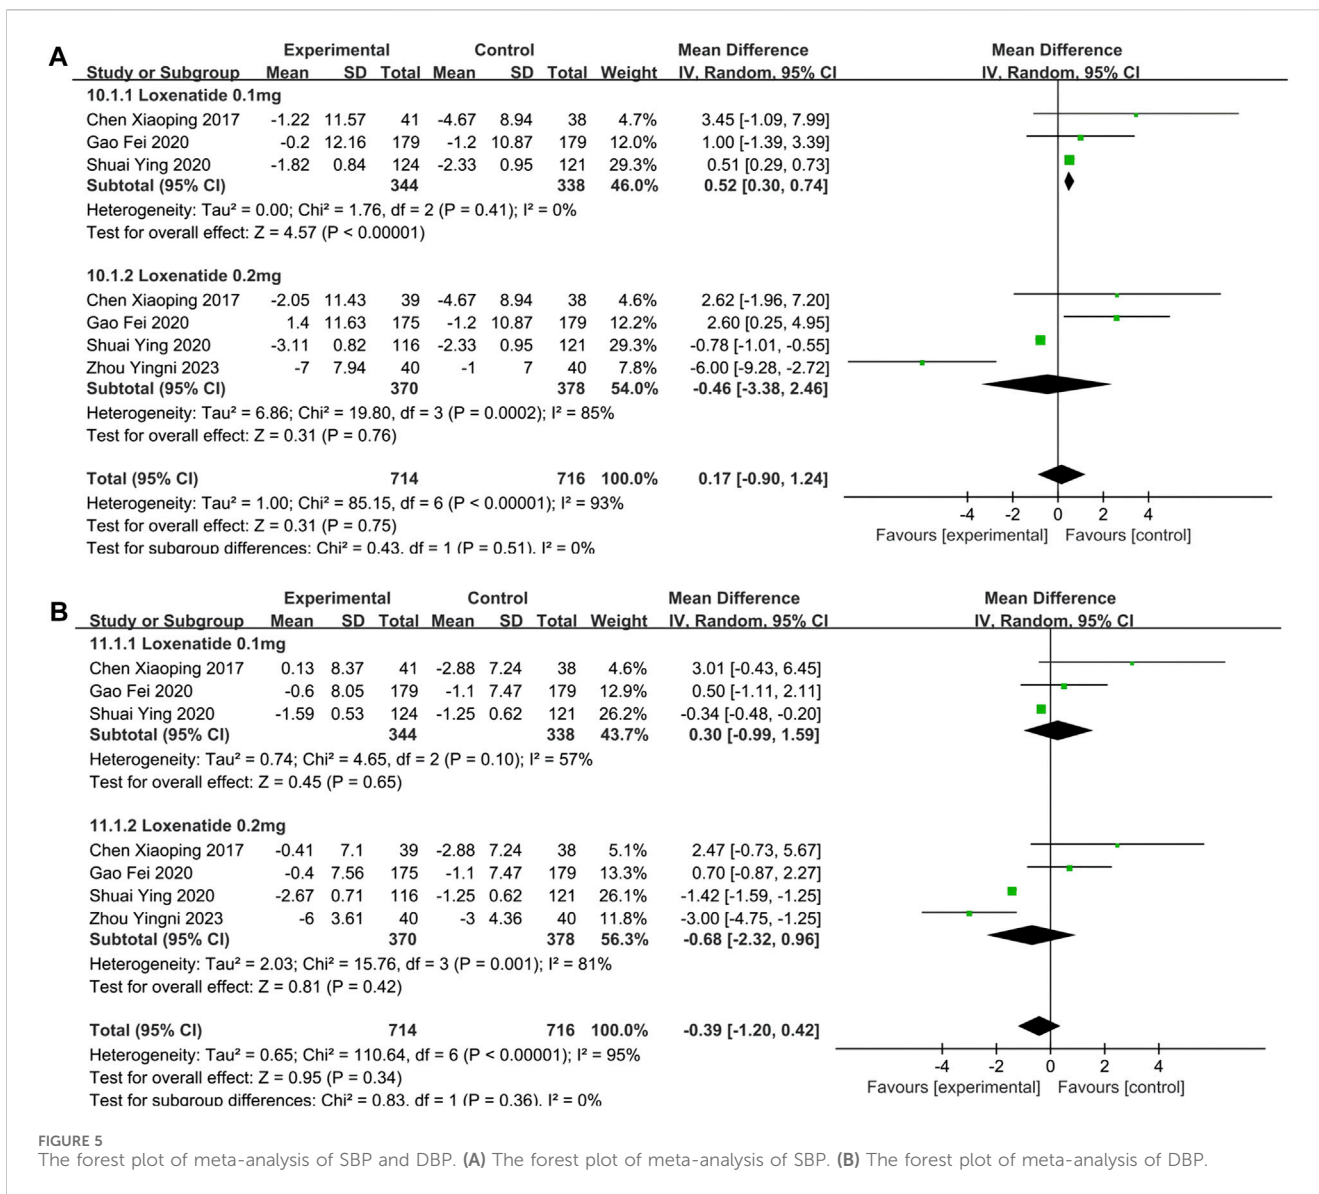 A
Experimental Control Mean Difference Mean Difference
Study or Subgroup Mean SD Total Mean SD Total Weight IV, Random, 95% CI IV, Random, 95% CI
10.1.1 Loxenatide 0.1mg
Chen Xiaoping 2017 -1.22 11.57 41 -4.67 8.94 38 4.7% 3.45 [-1.09, 7.99]
Gao Fei 2020 -0.2 12.16 179 -1.2 10.87 179 12.0% 1.00 [-1.39, 3.39]
Shuai Ying 2020 -1.82 0.84 124 -2.33 0.95 121 29.3% 0.51 [0.29, 0.73]
Subtotal (95% CI) 344 338 46.0% 0.52 [0.30, 0.74]
Heterogeneity: Tau² = 0.00; Chi² = 1.76, df = 2 (P = 0.41); I² = 0%
Test for overall effect: Z = 4.57 (P < 0.00001)
10.1.2 Loxenatide 0.2mg
Chen Xiaoping 2017 -2.05 11.43 39 -4.67 8.94 38 4.6% 2.62 [-1.96, 7.20]
Gao Fei 2020 1.4 11.63 175 -1.2 10.87 179 12.2% 2.60 [0.25, 4.95]
Shuai Ying 2020 -3.11 0.82 116 -2.33 0.95 121 29.3% -0.78 [-1.01, -0.55]
Zhou Yingni 2023 -7 7.94 40 -1 7 40 7.8% -6.00 [-9.28, -2.72]
Subtotal (95% CI) 370 378 54.0% -0.46 [-3.38, 2.46]
Heterogeneity: Tau² = 6.86; Chi² = 19.80, df = 3 (P = 0.0002); I² = 85%
Test for overall effect: Z = 0.31 (P = 0.76)
Total (95% CI) 714 716 100.0% 0.17 [-0.90, 1.24]
Heterogeneity: Tau² = 1.00; Chi² = 85.15, df = 6 (P < 0.00001); I² = 93%
Test for overall effect: Z = 0.31 (P = 0.75)
Test for subgroup differences: Chi² = 0.43, df = 1 (P = 0.51), I² = 0%
-4 -2 0 2 4
Favours [experimental] Favours [control]
B
Experimental Control Mean Difference Mean Difference
Study or Subgroup Mean SD Total Mean SD Total Weight IV, Random, 95% CI IV, Random, 95% CI
11.1.1 Loxenatide 0.1mg
Chen Xiaoping 2017 0.13 8.37 41 -2.88 7.24 38 4.6% 3.01 [-0.43, 6.45]
Gao Fei 2020 -0.6 8.05 179 -1.1 7.47 179 12.9% 0.50 [-1.11, 2.11]
Shuai Ying 2020 -1.59 0.53 124 -1.25 0.62 121 26.2% -0.34 [-0.48, -0.20]
Subtotal (95% CI) 344 338 43.7% 0.30 [-0.99, 1.59]
Heterogeneity: Tau² = 0.74; Chi² = 4.65, df = 2 (P = 0.10); I² = 57%
Test for overall effect: Z = 0.45 (P = 0.65)
11.1.2 Loxenatide 0.2mg
Chen Xiaoping 2017 -0.41 7.1 39 -2.88 7.24 38 5.1% 2.47 [-0.73, 5.67]
Gao Fei 2020 -0.4 7.56 175 -1.1 7.47 179 13.3% 0.70 [-0.87, 2.27]
Shuai Ying 2020 -2.67 0.71 116 -1.25 0.62 121 26.1% -1.42 [-1.59, -1.25]
Zhou Yingni 2023 -6 3.61 40 -3 4.36 40 11.8% -3.00 [-4.75, -1.25]
Subtotal (95% CI) 370 378 56.3% -0.68 [-2.32, 0.96]
Heterogeneity: Tau² = 2.03; Chi² = 15.76, df = 3 (P = 0.001); I² = 81%
Test for overall effect: Z = 0.81 (P = 0.42)
Total (95% CI) 714 716 100.0% -0.39 [-1.20, 0.42]
Heterogeneity: Tau² = 0.65; Chi² = 110.64, df = 6 (P < 0.00001); I² = 95%
Test for overall effect: Z = 0.95 (P = 0.34)
Test for subgroup differences: Chi² = 0.83, df = 1 (P = 0.36), I² = 0%
-4 -2 0 2 4
Favours [experimental] Favours [control]
FIGURE 5
The forest plot of meta-analysis of SBP and DBP. (A) The forest plot of meta-analysis of SBP. (B) The forest plot of meta-analysis of DBP.